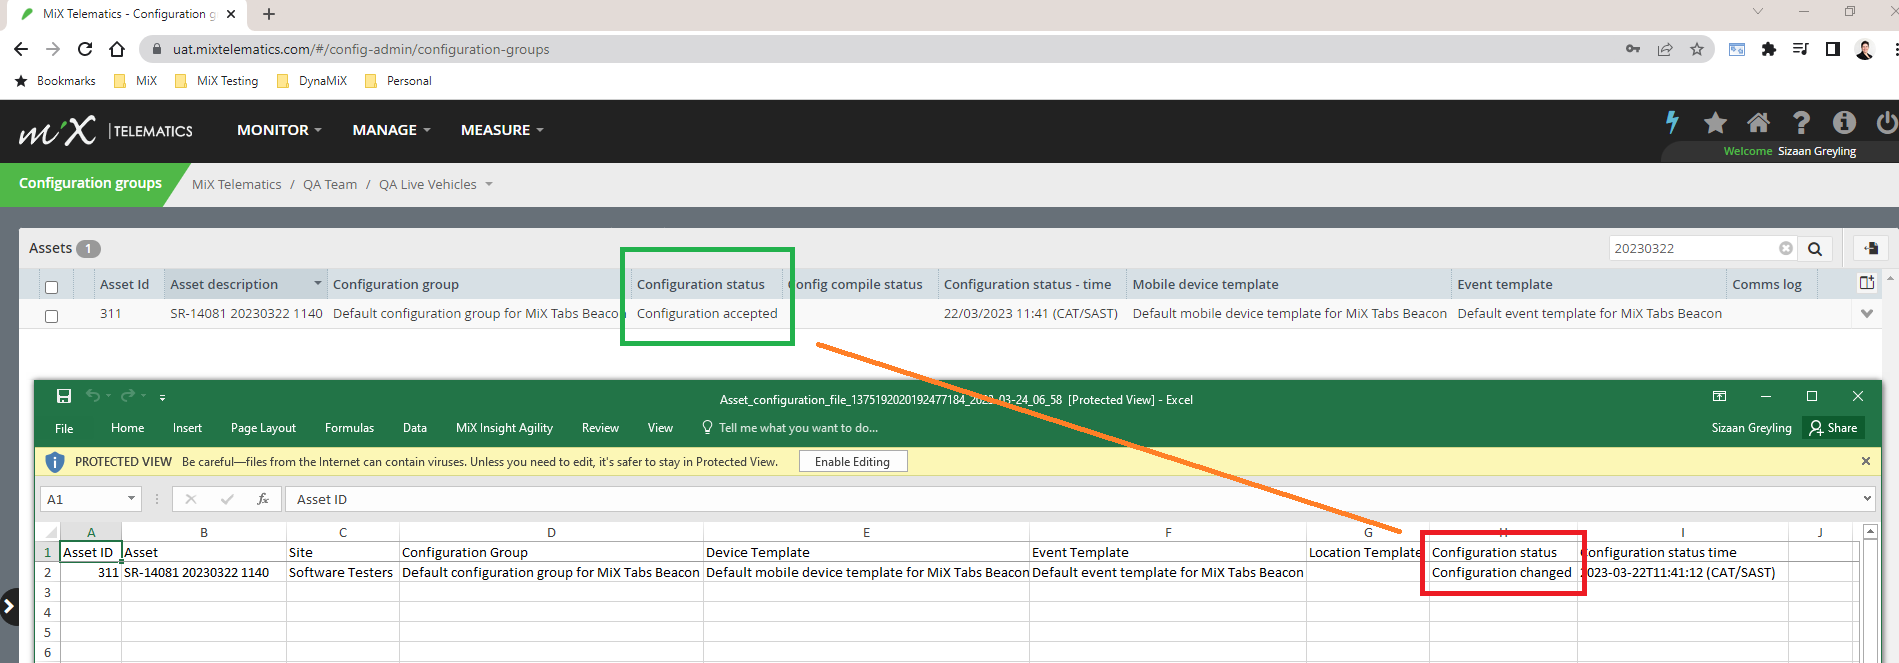 MiX Telematics - Configuration g
uat.mixtelematics.com/#/config-admin/configuration-groups
Bookmarks MiX MiX Testing DynaMiX Personal
miX TELEMATICS MONITOR MANAGE MEASURE
Welcome Sizaan Greyling
Configuration groups MiX Telematics / QA Team / QA Live Vehicles
Assets 1 20230322
Asset Id Asset description Configuration group Configuration status onfig compile status Configuration status - time Mobile device template Event template Comms log
311 SR-14081 20230322 1140 Default configuration group for MiX Tabs Beacon Configuration accepted 22/03/2023 11:41 (CAT/SAST) Default mobile device template for MiX Tabs Beacon Default event template for MiX Tabs Beacon
Asset_configuration_file_1375192020192477184_2023-03-24_06_58 [Protected View] - Excel
File Home Insert Page Layout Formulas Data MiX Insight Agility Review View Tell me what you want to do... Sizaan Greyling Share
PROTECTED VIEW Be careful—files from the Internet can contain viruses. Unless you need to edit, it's safer to stay in Protected View. Enable Editing
A1 fx Asset ID
A B C D E F G H I J
1 Asset ID Asset Site Configuration Group Device Template Event Template Location Template Configuration status onfiguration status time
2 311 SR-14081 20230322 1140 Software Testers Default configuration group for MiX Tabs Beacon Default mobile device template for MiX Tabs Beacon Default event template for MiX Tabs Beacon Configuration changed 2023-03-22T11:41:12 (CAT/SAST)
3
4
5
6